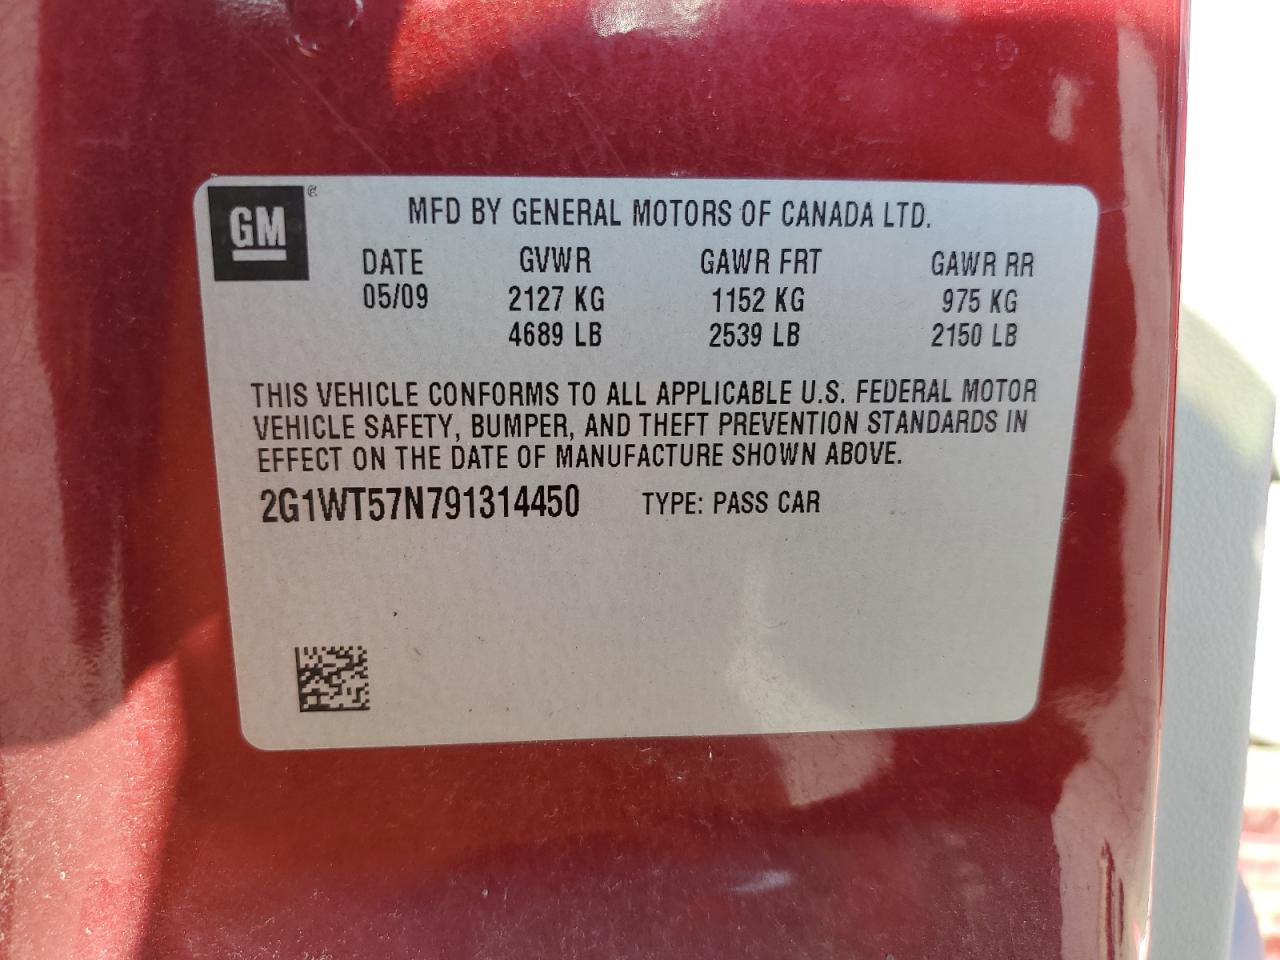 GM ®
MFD BY GENERAL MOTORS OF CANADA LTD.
DATE GVWR GAWR FRT GAWR RR
05/09 2127 KG 1152 KG 975 KG
4689 LB 2539 LB 2150 LB
THIS VEHICLE CONFORMS TO ALL APPLICABLE U.S. FEDERAL MOTOR
VEHICLE SAFETY, BUMPER, AND THEFT PREVENTION STANDARDS IN
EFFECT ON THE DATE OF MANUFACTURE SHOWN ABOVE.
2G1WT57N791314450 TYPE: PASS CAR